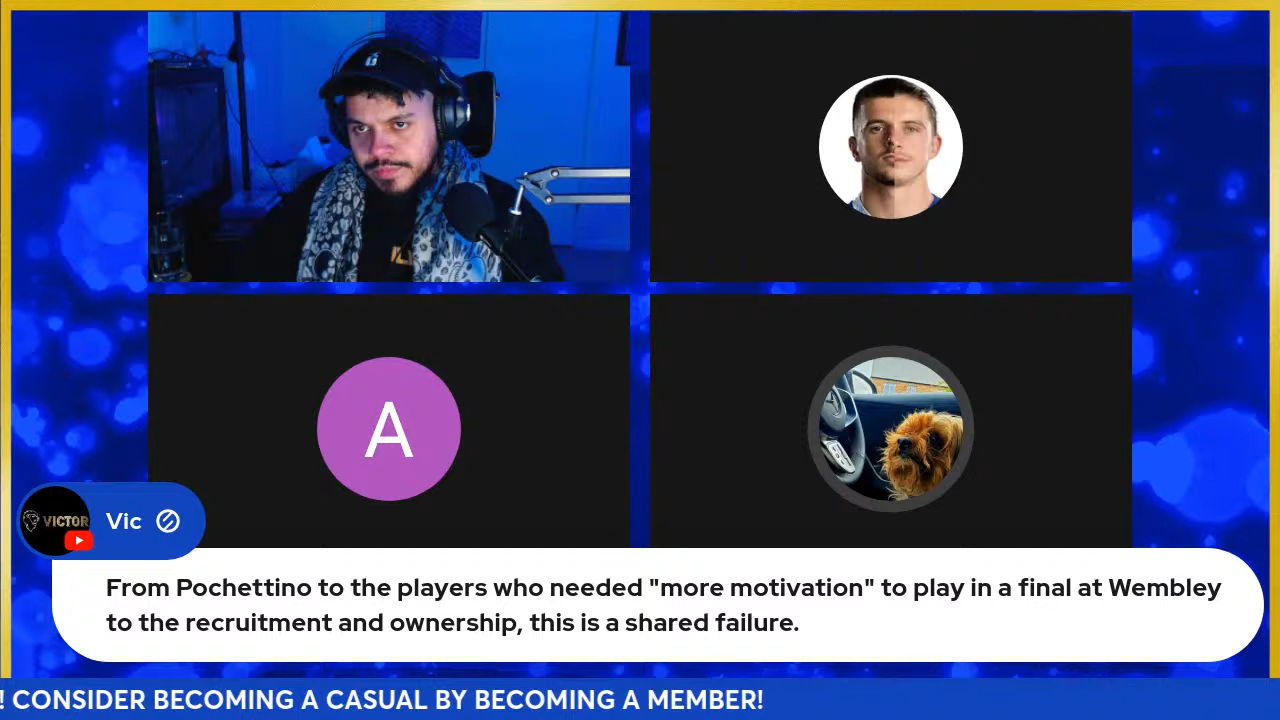 A
VICTOR
Vic
From Pochettino to the players who needed "more motivation" to play in a final at Wembley
to the recruitment and ownership, this is a shared failure.
! CONSIDER BECOMING A CASUAL BY BECOMING A MEMBER!